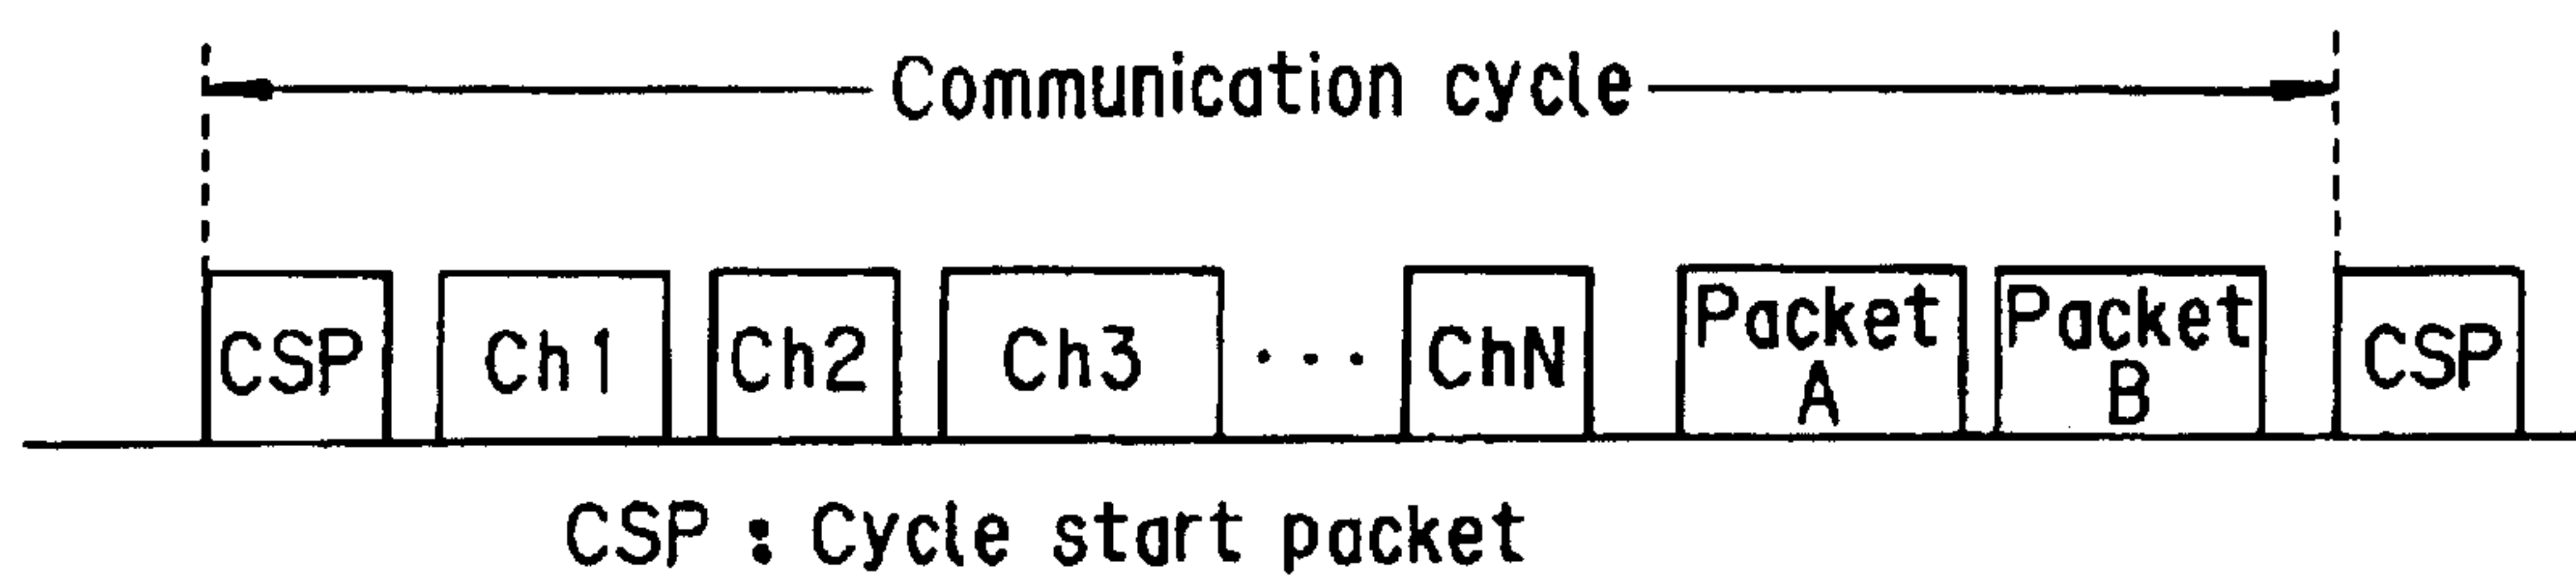 Communication cycle
CSP Ch1 Ch2 Ch3 ... ChN Packet A Packet B CSP
CSP : Cycle start packet